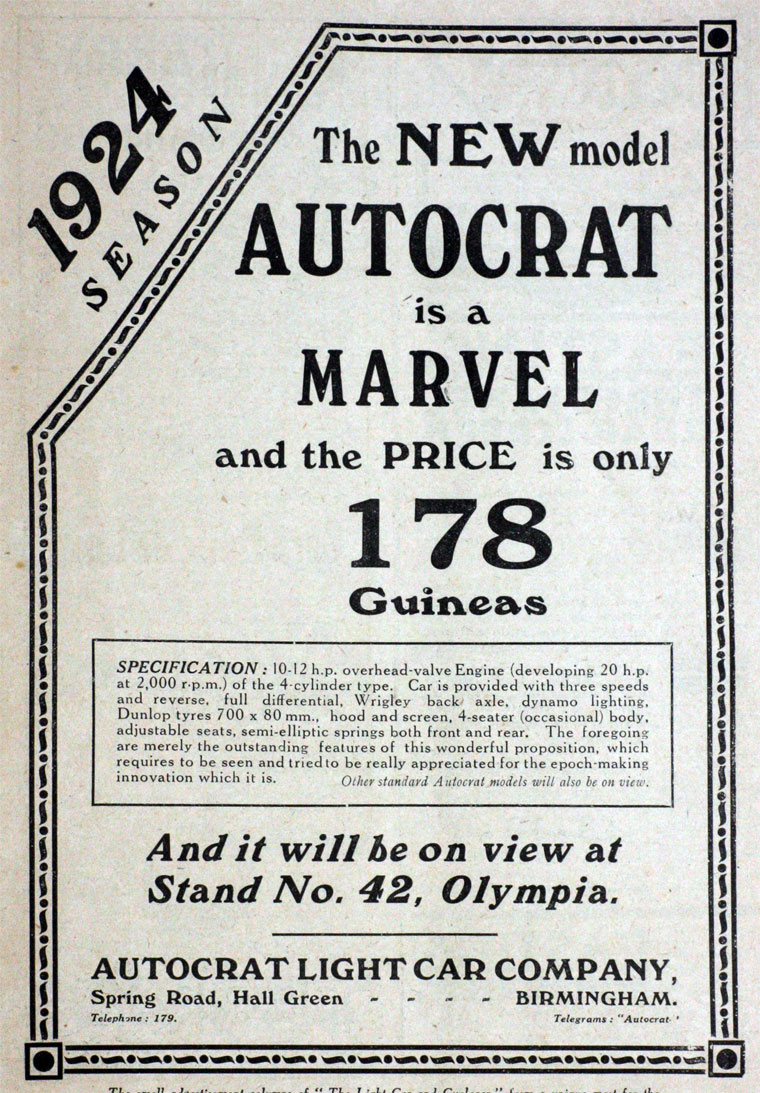 1924
SEASON
The NEW model
AUTOCRAT
is a
MARVEL
and the PRICE is only
178
Guineas
SPECIFICATION : 10-12 h.p. overhead-valve Engine (developing 20 h.p.
at 2,000 r.p.m.) of the 4-cylinder type. Car is provided with three speeds
and reverse, full differential, Wrigley back axle, dynamo lighting,
Dunlop tyres 700 x 80 mm., hood and screen, 4-seater (occasional) body,
adjustable seats, semi-elliptic springs both front and rear. The foregoing
are merely the outstanding features of this wonderful proposition, which
requires to be seen and tried to be really appreciated for the epoch-making
innovation which it is. Other standard Autocrat models will also be on view.
And it will be on view at
Stand No. 42, Olympia.
AUTOCRAT LIGHT CAR COMPANY,
Spring Road, Hall Green - - - - BIRMINGHAM.
Telephone : 179. Telegrams : "Autocrat"